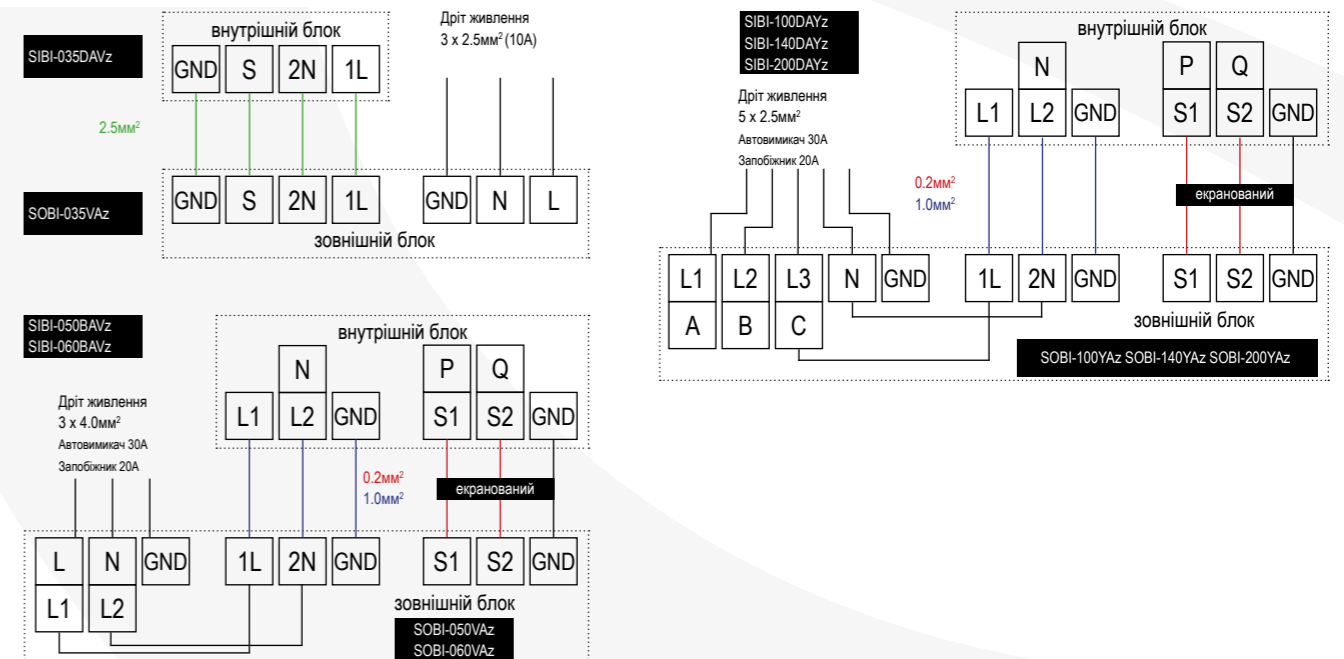 SIBI-035DAVz
внутрішній блок
GND S 2N 1L
Дріт живлення
3 x 2.5мм² (10А)
2.5мм²
SOBI-035VAz
GND S 2N 1L GND N L
зовнішній блок
SIBI-050BAVz
SIBI-060BAVz
внутрішній блок
N P Q
L1 L2 GND S1 S2 GND
Дріт живлення
3 x 4.0мм²
Автовимикач 30А
Запобіжник 20А
0.2мм²
1.0мм²
екранований
L N GND 1L 2N GND S1 S2 GND
L1 L2
зовнішній блок
SOBI-050VAz
SOBI-060VAz
SIBI-100DAYz
SIBI-140DAYz
SIBI-200DAYz
внутрішній блок
N P Q
L1 L2 GND S1 S2 GND
Дріт живлення
5 x 2.5мм²
Автовимикач 30А
Запобіжник 20А
0.2мм²
1.0мм²
екранований
L1 L2 L3 N GND 1L 2N GND S1 S2 GND
A B C
зовнішній блок
SOBI-100YAz SOBI-140YAz SOBI-200YAz